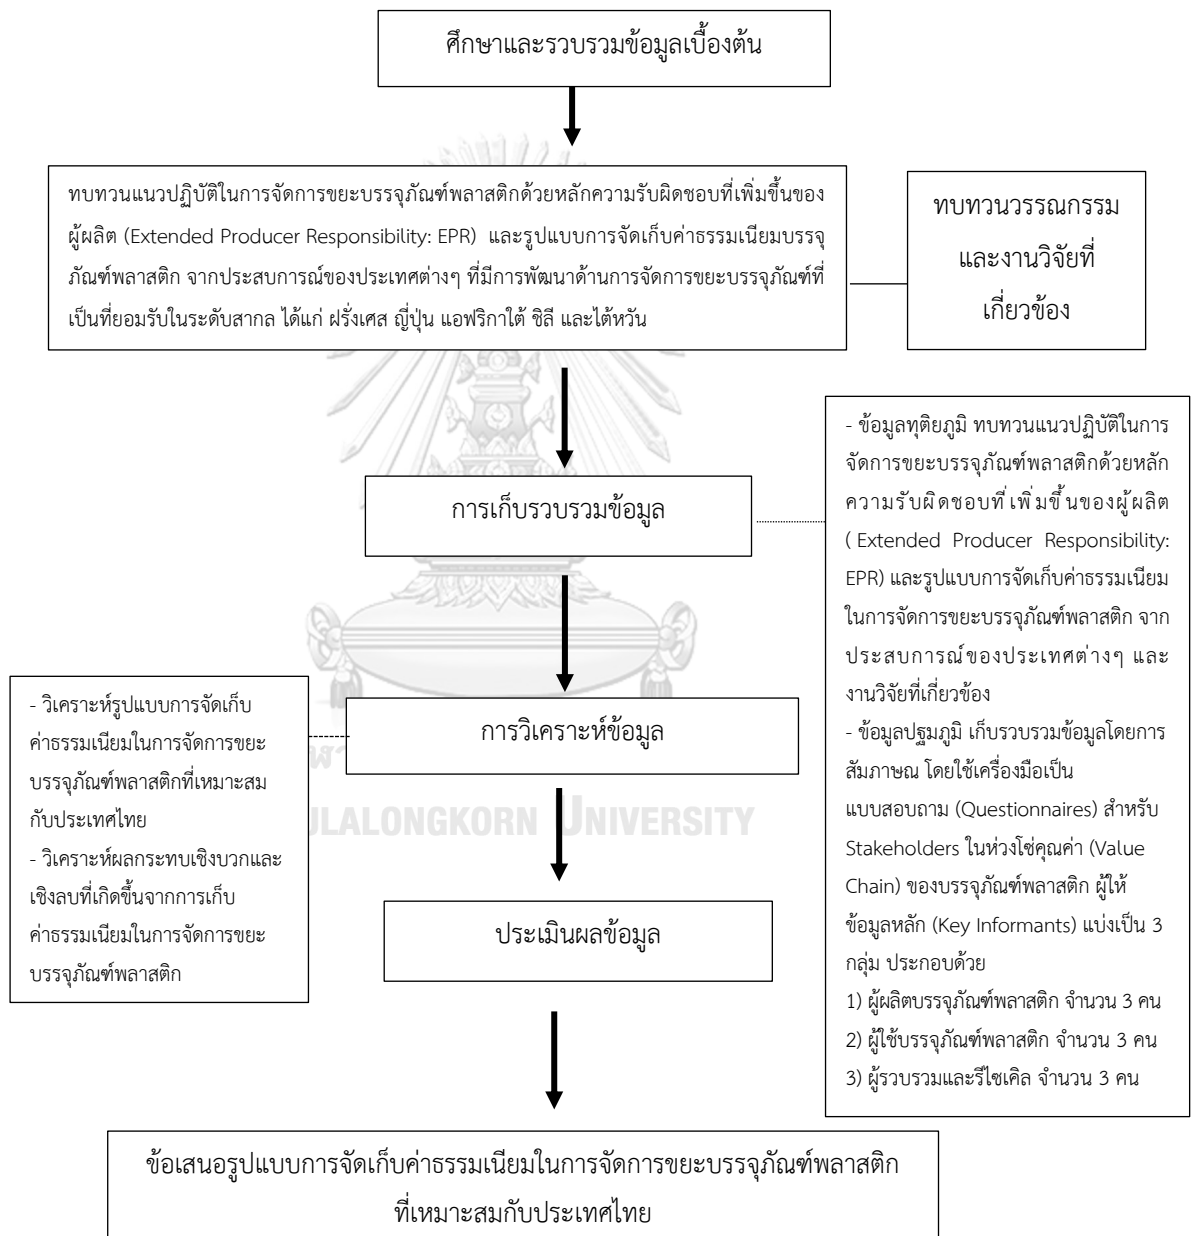 ศึกษาและรวบรวมข้อมูลเบื้องต้น
ทบทวนแนวปฏิบัติในการจัดการขยะบรรจุภัณฑ์พลาสติกด้วยหลักความรับผิดชอบที่เพิ่มขึ้นของ
ผู้ผลิต (Extended Producer Responsibility: EPR) และรูปแบบการจัดเก็บค่าธรรมเนียมบรรจุ
ภัณฑ์พลาสติก จากประสบการณ์ของประเทศต่างๆ ที่มีการพัฒนาด้านการจัดการขยะบรรจุภัณฑ์ที่
เป็นที่ยอมรับในระดับสากล ได้แก่ ฝรั่งเศส ญี่ปุ่น แอฟริกาใต้ ชิลี และไต้หวัน
ทบทวนวรรณกรรม
และงานวิจัยที่
เกี่ยวข้อง
การเก็บรวบรวมข้อมูล
- ข้อมูลทุติยภูมิ ทบทวนแนวปฏิบัติในการ
จัดการขยะบรรจุภัณฑ์พลาสติกด้วยหลัก
ความรับผิดชอบที่เพิ่มขึ้นของผู้ผลิต
( Extended Producer Responsibility:
EPR) และรูปแบบการจัดเก็บค่าธรรมเนียม
ในการจัดการขยะบรรจุภัณฑ์พลาสติก จาก
ประสบการณ์ของประเทศต่างๆ และ
งานวิจัยที่เกี่ยวข้อง
- ข้อมูลปฐมภูมิ เก็บรวบรวมข้อมูลโดยการ
สัมภาษณ โดยใช้เครื่องมือเป็น
แบบสอบถาม (Questionnaires) สำหรับ
Stakeholders ในห่วงโซ่คุณค่า (Value
Chain) ของบรรจุภัณฑ์พลาสติก ผู้ให้
ข้อมูลหลัก (Key Informants) แบ่งเป็น 3
กลุ่ม ประกอบด้วย
1) ผู้ผลิตบรรจุภัณฑ์พลาสติก จำนวน 3 คน
2) ผู้ใช้บรรจุภัณฑ์พลาสติก จำนวน 3 คน
3) ผู้รวบรวมและรีไซเคิล จำนวน 3 คน
การวิเคราะห์ข้อมูล
- วิเคราะห์รูปแบบการจัดเก็บ
ค่าธรรมเนียมในการจัดการขยะ
บรรจุภัณฑ์พลาสติกที่เหมาะสม
กับประเทศไทย
- วิเคราะห์ผลกระทบเชิงบวกและ
เชิงลบที่เกิดขึ้นจากการเก็บ
ค่าธรรมเนียมในการจัดการขยะ
บรรจุภัณฑ์พลาสติก
ULALONGKORN UNIVERSITY
ประเมินผลข้อมูล
ข้อเสนอรูปแบบการจัดเก็บค่าธรรมเนียมในการจัดการขยะบรรจุภัณฑ์พลาสติก
ที่เหมาะสมกับประเทศไทย